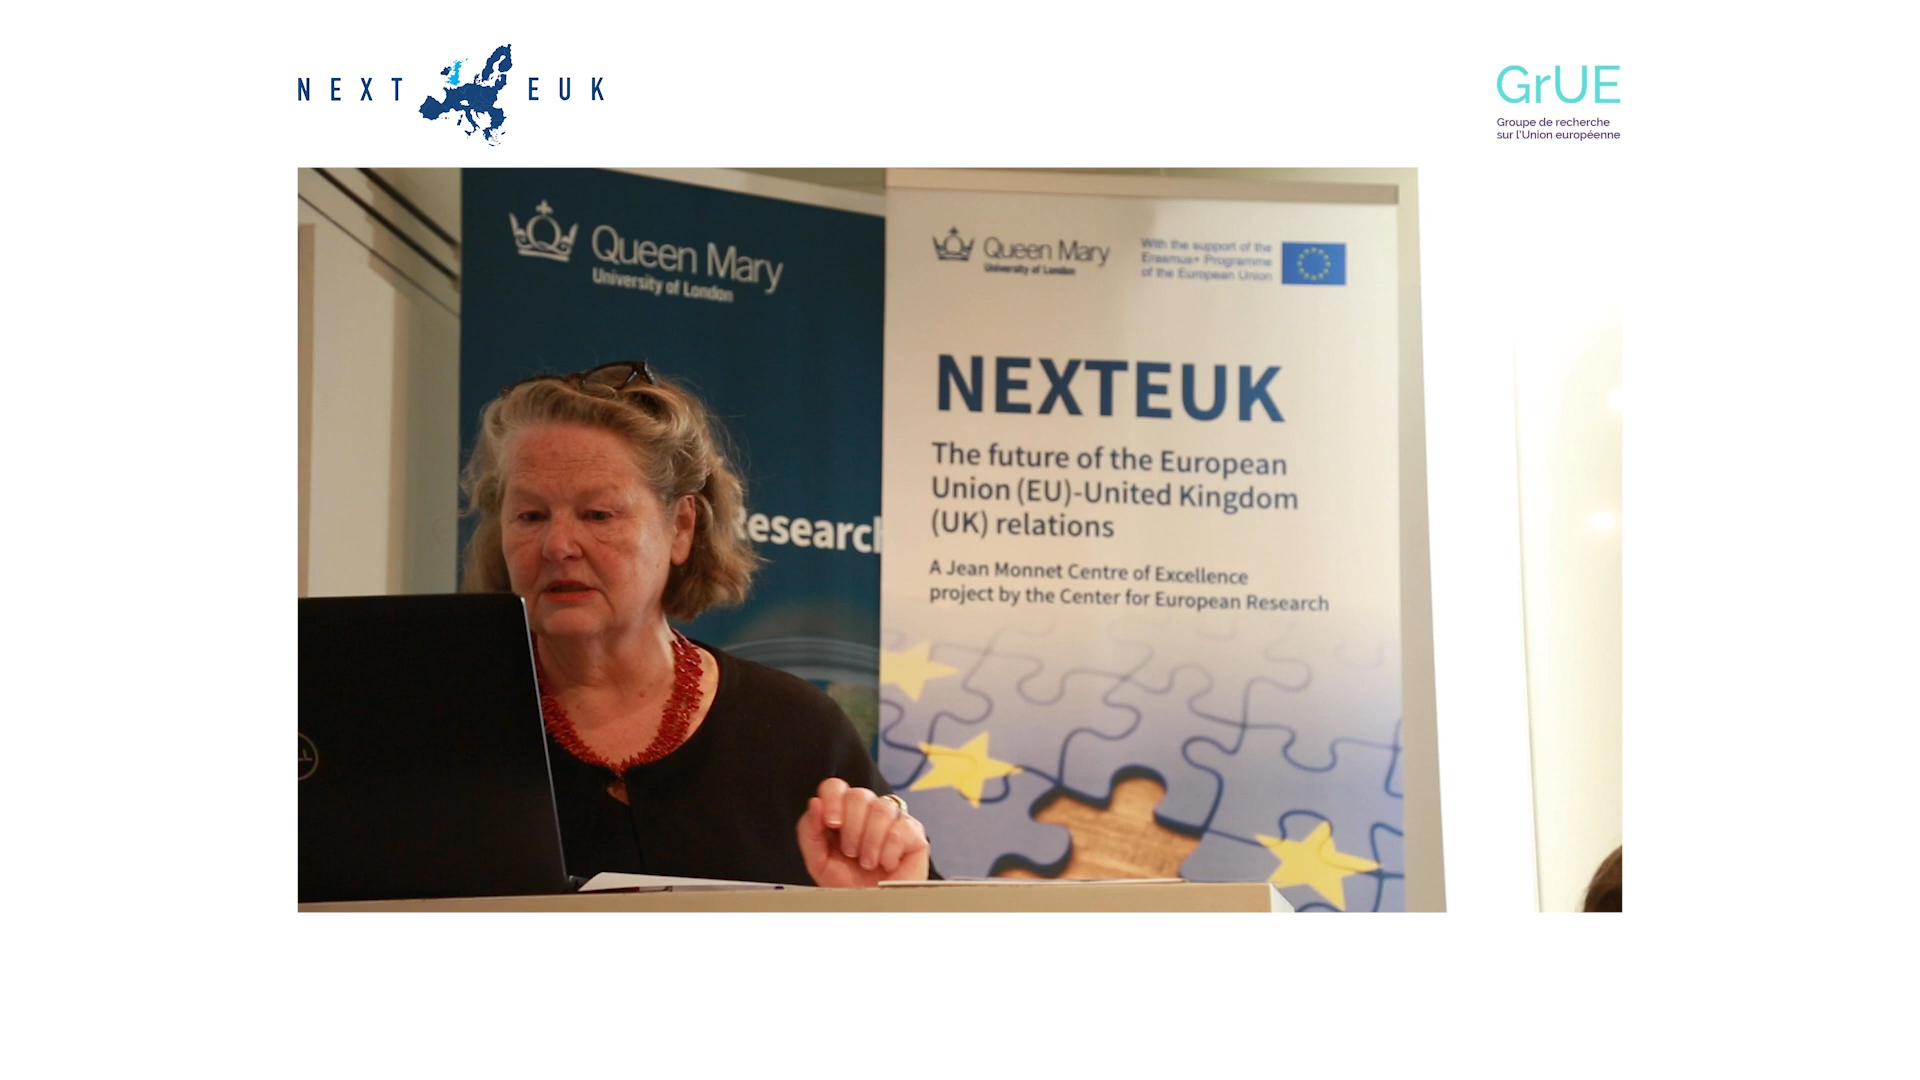 NEXT EUK
GrUE
Groupe de recherche
sur l'Union européenne
Queen Mary
University of London
Research
Queen Mary
University of London
With the support of the
Erasmus+ Programme
of the European Union
NEXTEUK
The future of the European
Union (EU)-United Kingdom
(UK) relations
A Jean Monnet Centre of Excellence
project by the Center for European Research